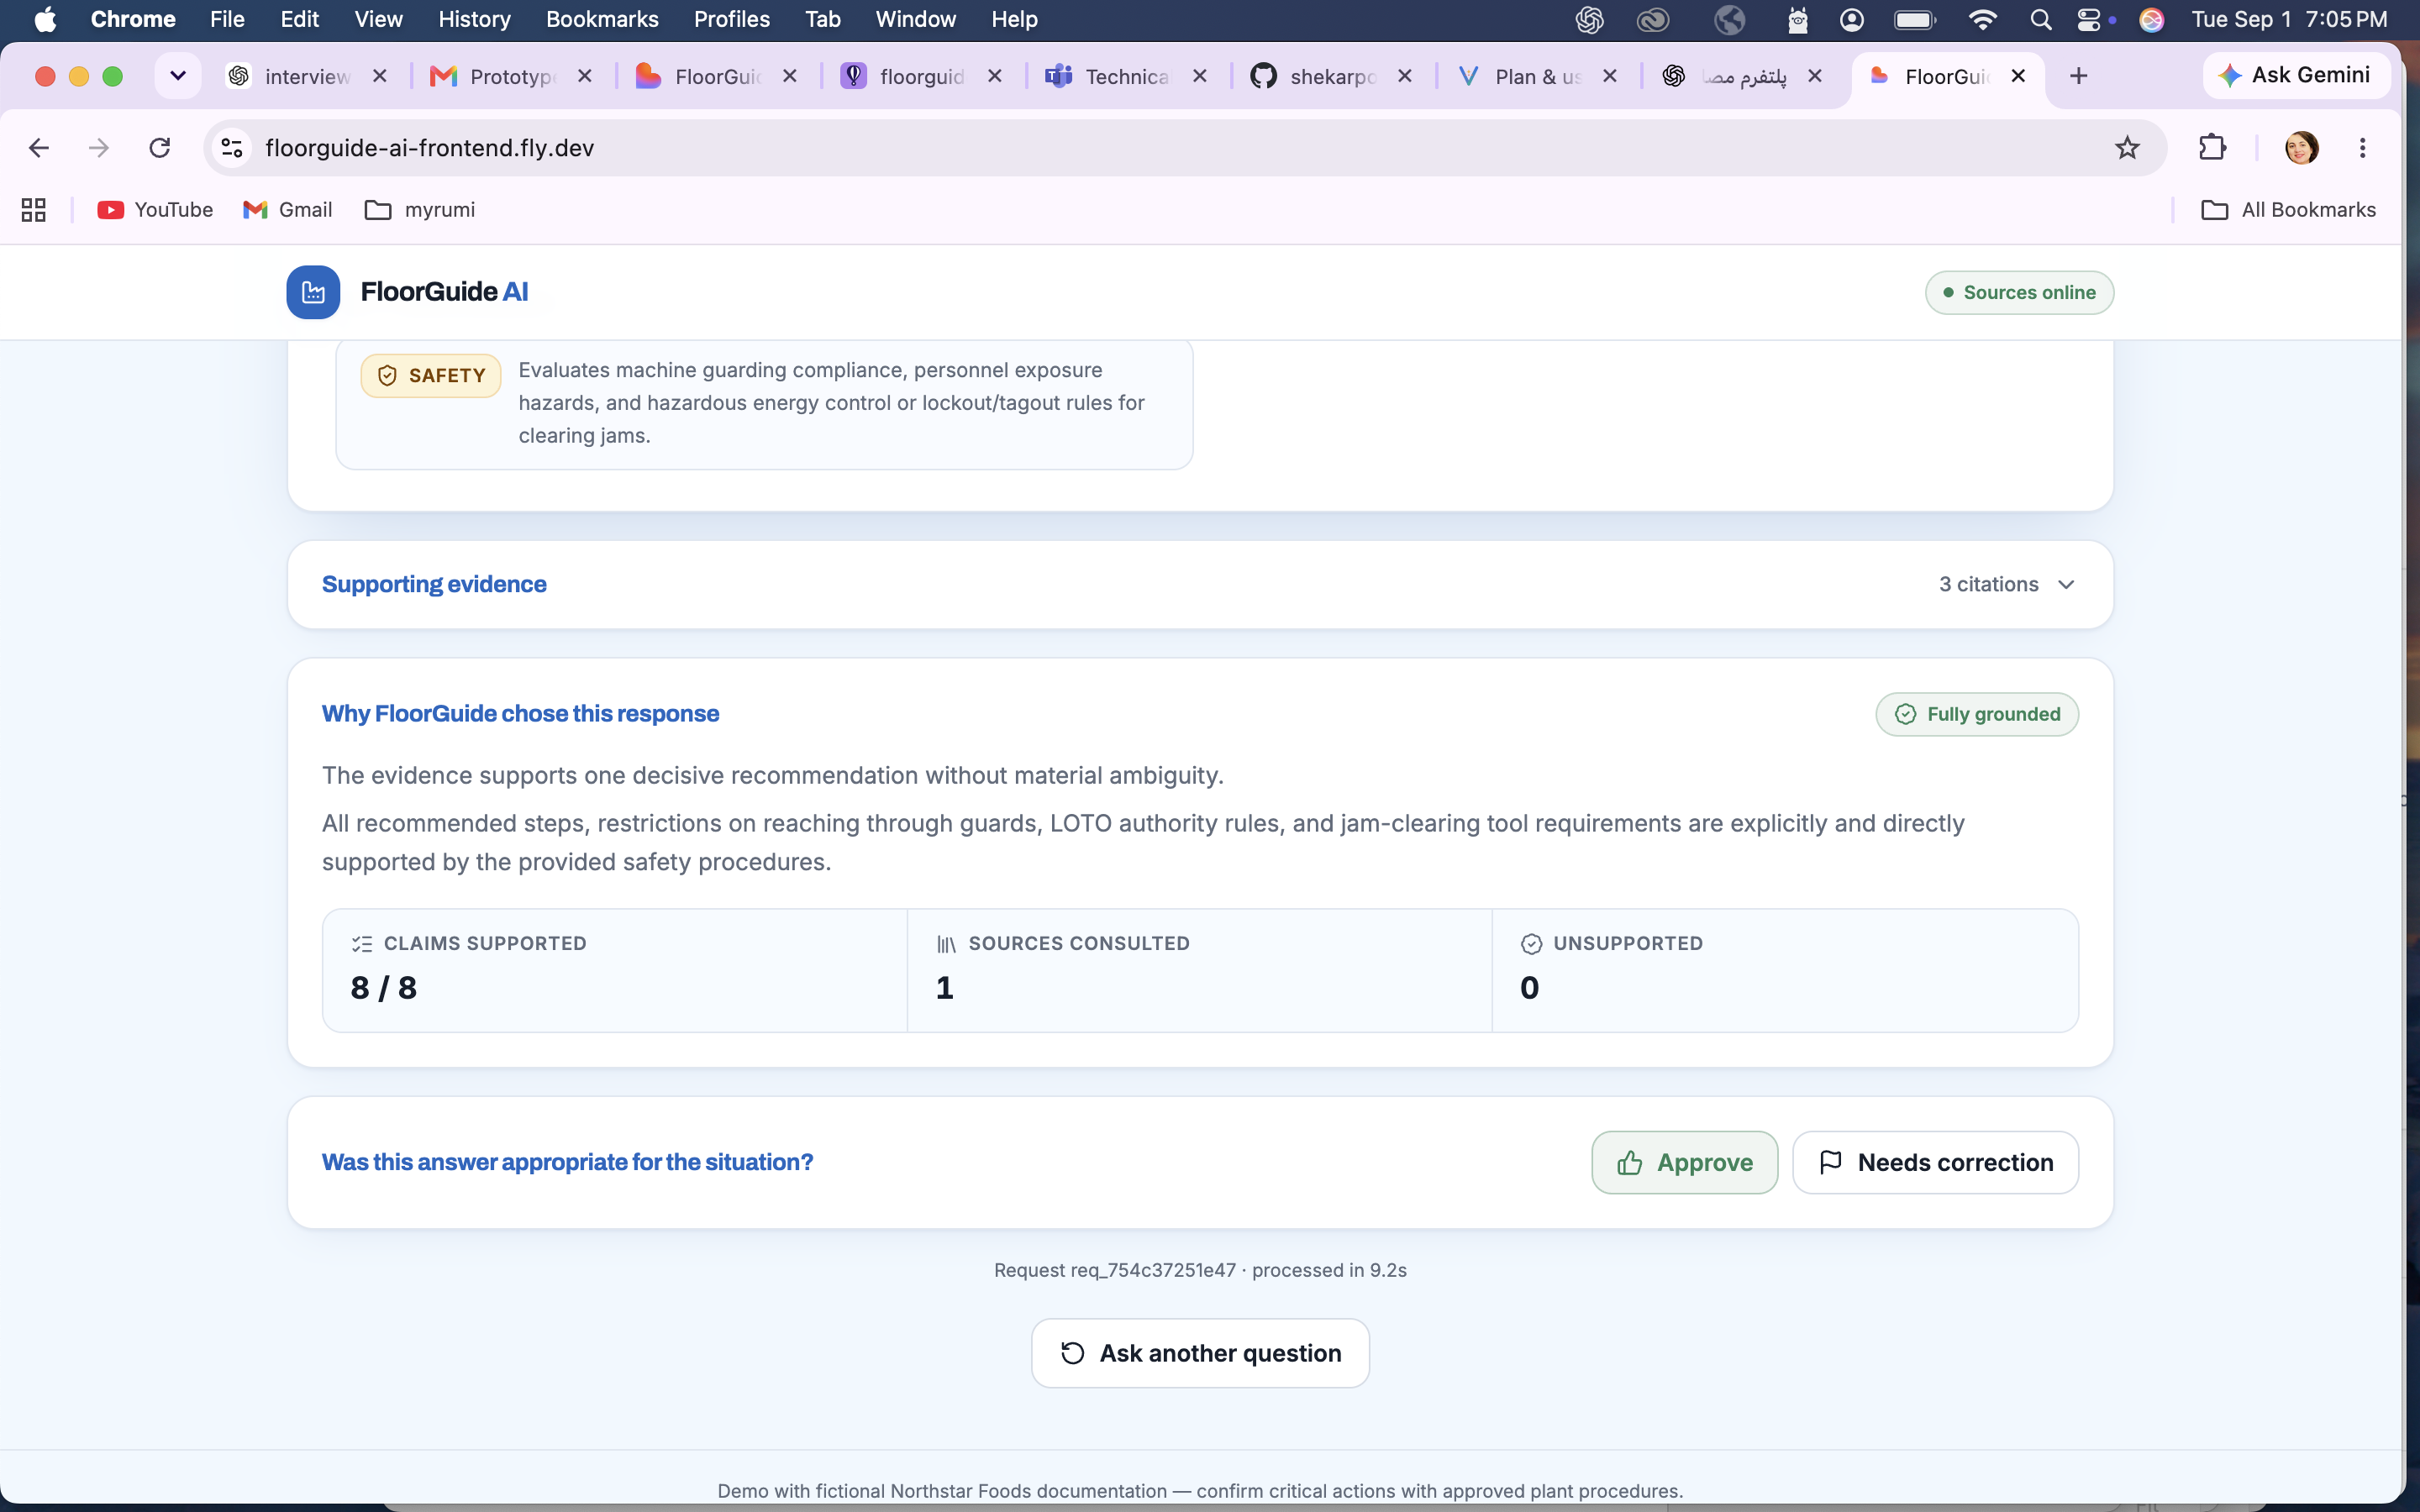 Chrome File Edit View History Bookmarks Profiles Tab Window Help Tue Sep 1 7:05 PM
interview Prototype FloorGui floorguid Technica shekarpo Plan & us پلتفرم مصا FloorGui Ask Gemini
floorguide-ai-frontend.fly.dev
YouTube Gmail myrumi All Bookmarks
FloorGuide AI Sources online
SAFETY Evaluates machine guarding compliance, personnel exposure
hazards, and hazardous energy control or lockout/tagout rules for
clearing jams.
Supporting evidence 3 citations
Why FloorGuide chose this response Fully grounded
The evidence supports one decisive recommendation without material ambiguity.
All recommended steps, restrictions on reaching through guards, LOTO authority rules, and jam-clearing tool requirements are explicitly and directly
supported by the provided safety procedures.
CLAIMS SUPPORTED SOURCES CONSULTED UNSUPPORTED
8 / 8 1 0
Was this answer appropriate for the situation? Approve Needs correction
Request req_754c37251e47 · processed in 9.2s
Ask another question
Demo with fictional Northstar Foods documentation — confirm critical actions with approved plant procedures.